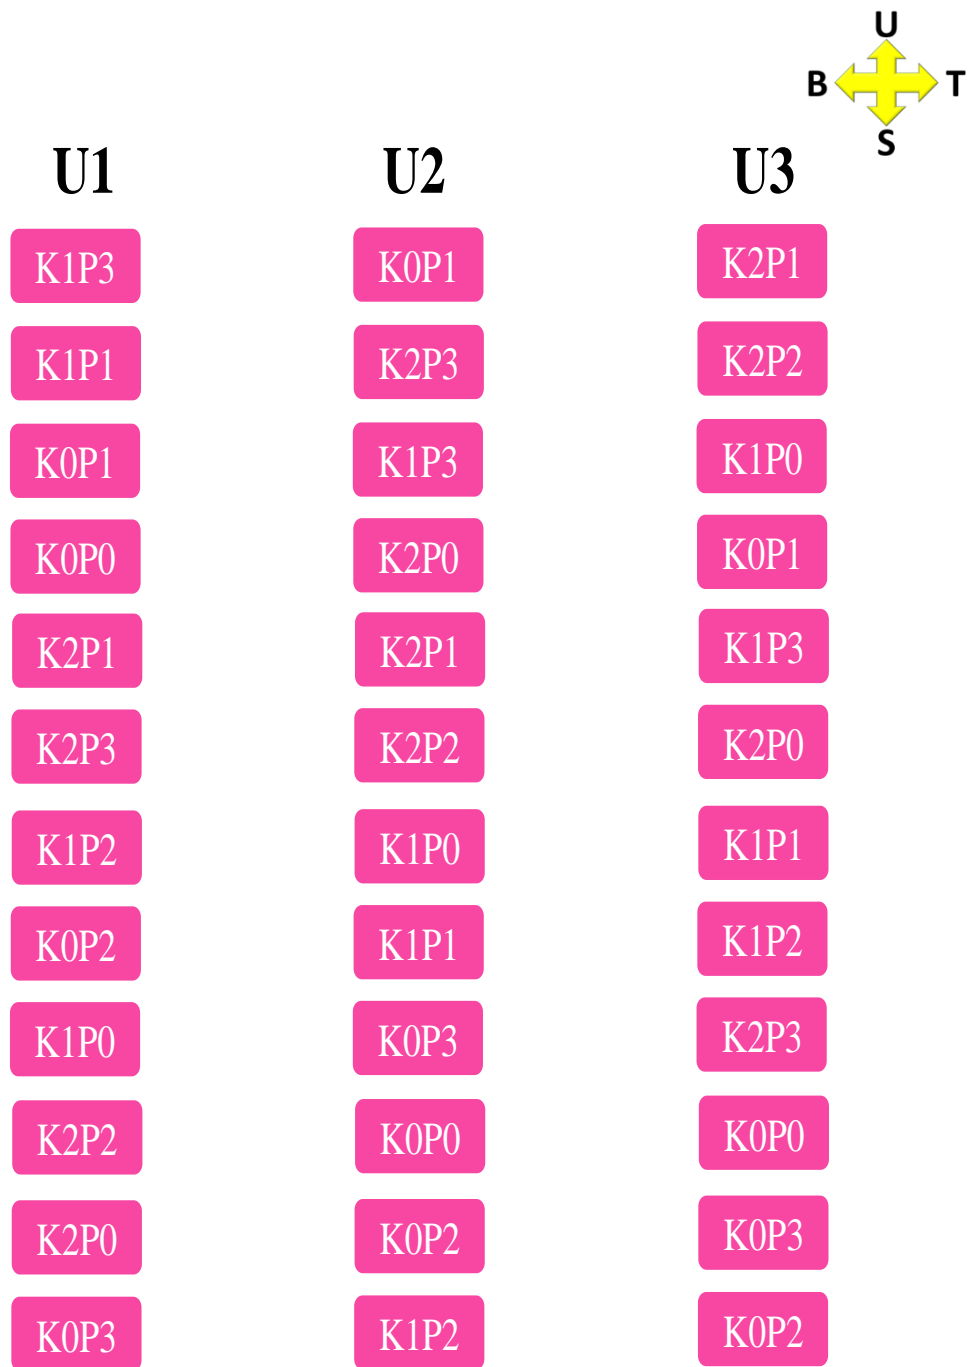 U
B T
S
U1 U2 U3
K1P3 K0P1 K2P1
K1P1 K2P3 K2P2
K0P1 K1P3 K1P0
K0P0 K2P0 K0P1
K2P1 K2P1 K1P3
K2P3 K2P2 K2P0
K1P2 K1P0 K1P1
K0P2 K1P1 K1P2
K1P0 K0P3 K2P3
K2P2 K0P0 K0P0
K2P0 K0P2 K0P3
K0P3 K1P2 K0P2